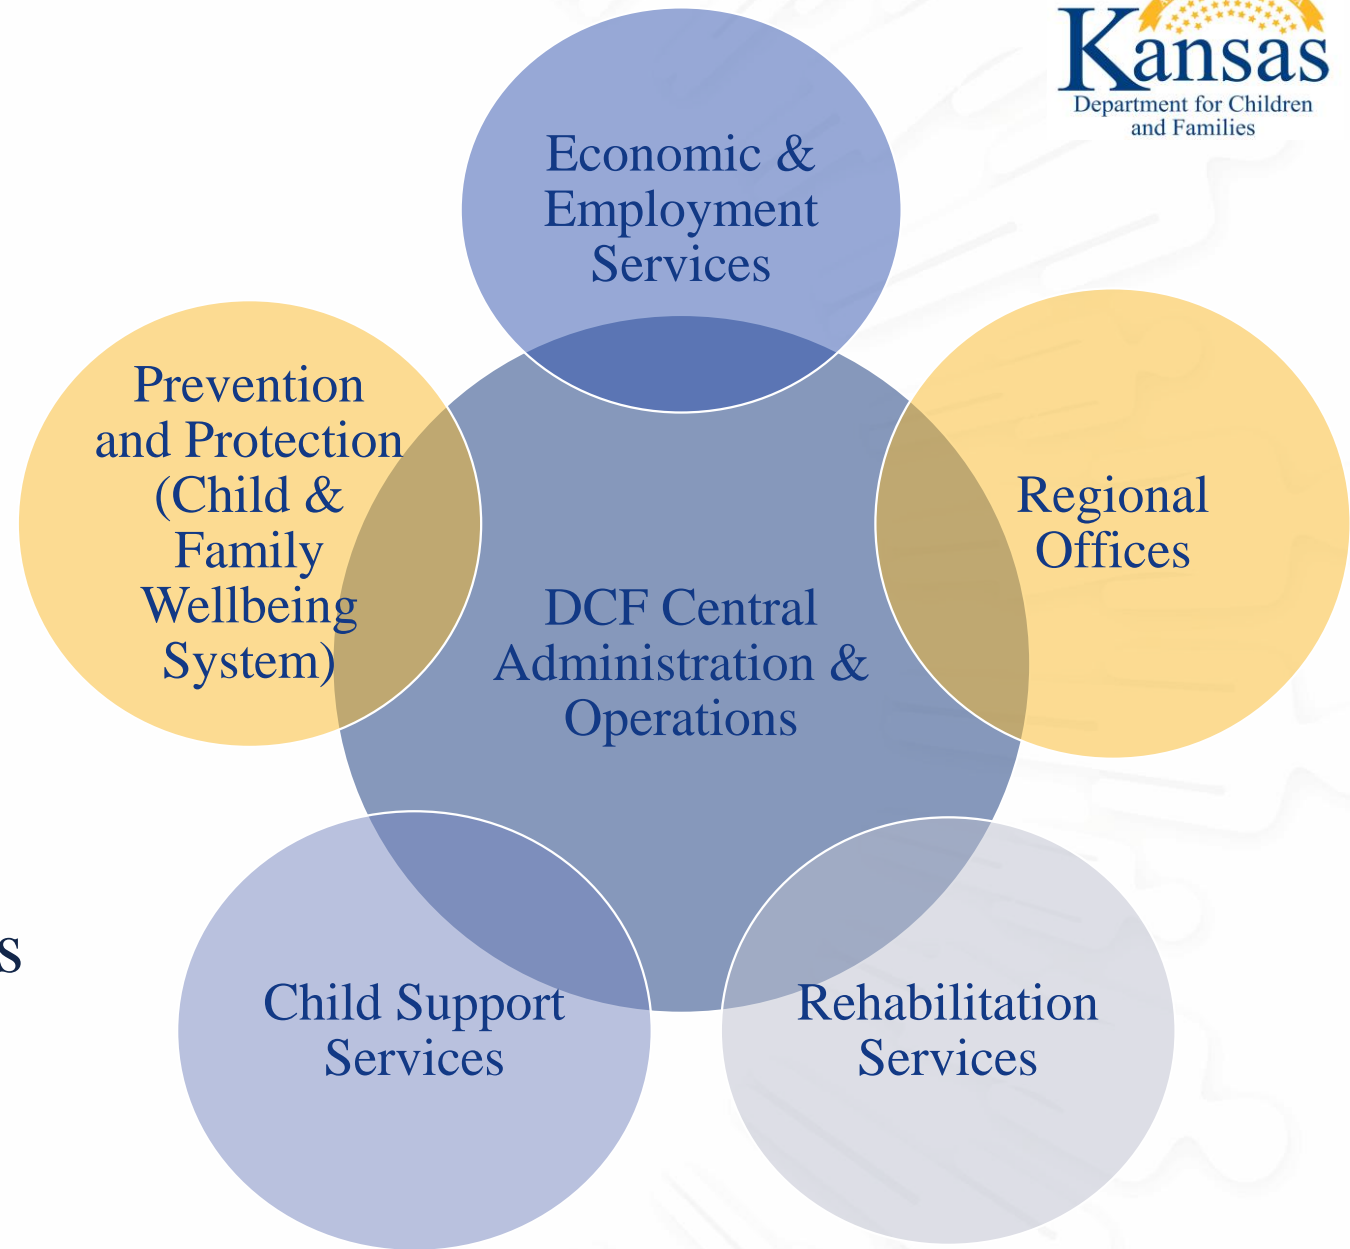 Kansas
Department for Children
and Families
Economic &
Employment
Services
Prevention
and Protection
(Child &
Family
Wellbeing
System)
Regional
Offices
DCF Central
Administration &
Operations
s
Child Support
Services
Rehabilitation
Services